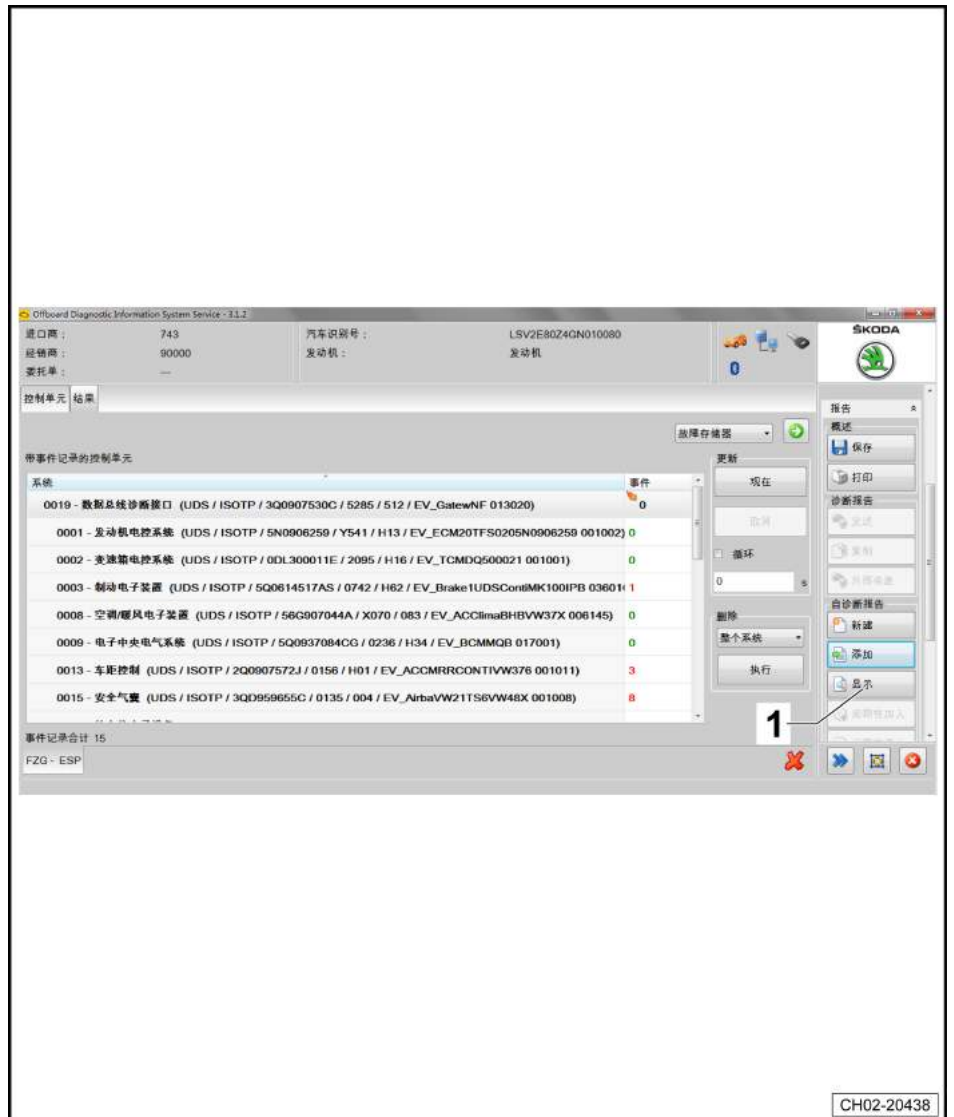 Offboard Diagnostic Information System Service - 3.1.2
进口商： 743 汽车识别号： LSV2E80Z4GN010080
经销商： 90000 发动机： 发动机
委托单： ---
0
ŠKODA
控制单元 结果
故障存储器
带事件记录的控制单元
系统 事件
0019 - 数据总线诊断接口 (UDS / ISOTP / 3Q0907530C / 5285 / 512 / EV_GatewNF 013020) 0
0001 - 发动机电控系统 (UDS / ISOTP / 5N0906259 / Y541 / H13 / EV_ECM20TFS0205N0906259 001002) 0
0002 - 变速箱电控系统 (UDS / ISOTP / 0DL300011E / 2095 / H16 / EV_TCMDQ500021 001001) 0
0003 - 制动电子装置 (UDS / ISOTP / 5Q0614517AS / 0742 / H62 / EV_Brake1UDSContiMK100IPB 03601 1
0008 - 空调/暖风电子装置 (UDS / ISOTP / 56G907044A / X070 / 083 / EV_ACClimaBHBVW37X 006145) 0
0009 - 电子中央电气系统 (UDS / ISOTP / 5Q0937084CG / 0236 / H34 / EV_BCMMQB 017001) 0
0013 - 车距控制 (UDS / ISOTP / 2Q0907572J / 0156 / H01 / EV_ACCMRRCONTIVW376 001011) 3
0015 - 安全气囊 (UDS / ISOTP / 3QD959655C / 0135 / 004 / EV_AirbaVW21TS6VW48X 001008) 8
事件记录合计 15
FZG - ESP
更新
现在
取消
循环
0 s
删除
整个系统
执行
报告
概述
保存
打印
诊断报告
发送
复制
自诊断报告
新建
添加
显示
1
CH02-20438